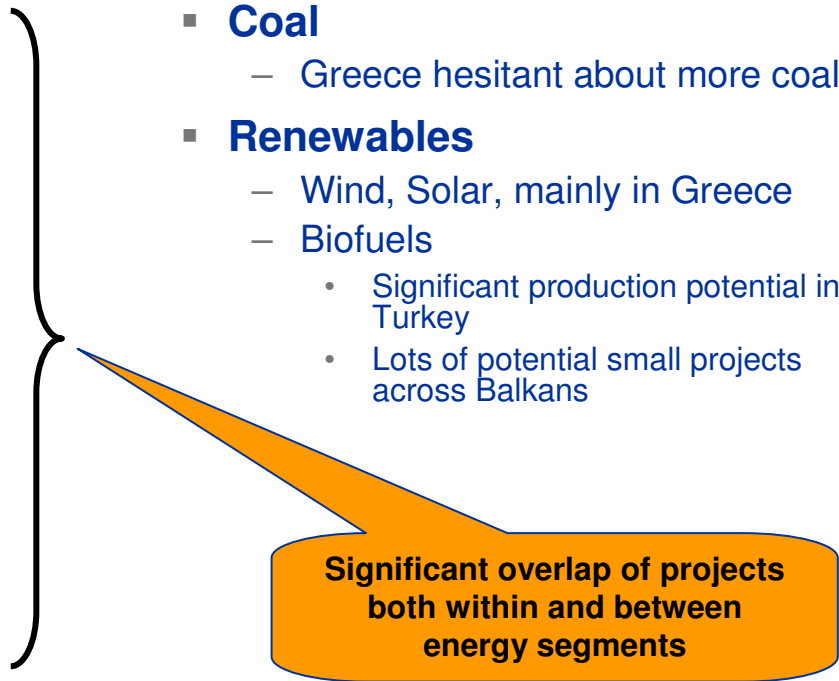 ▪ Coal
– Greece hesitant about more coal
▪ Renewables
– Wind, Solar, mainly in Greece
– Biofuels
• Significant production potential in
Turkey
• Lots of potential small projects
across Balkans
Significant overlap of projects
both within and between
energy segments